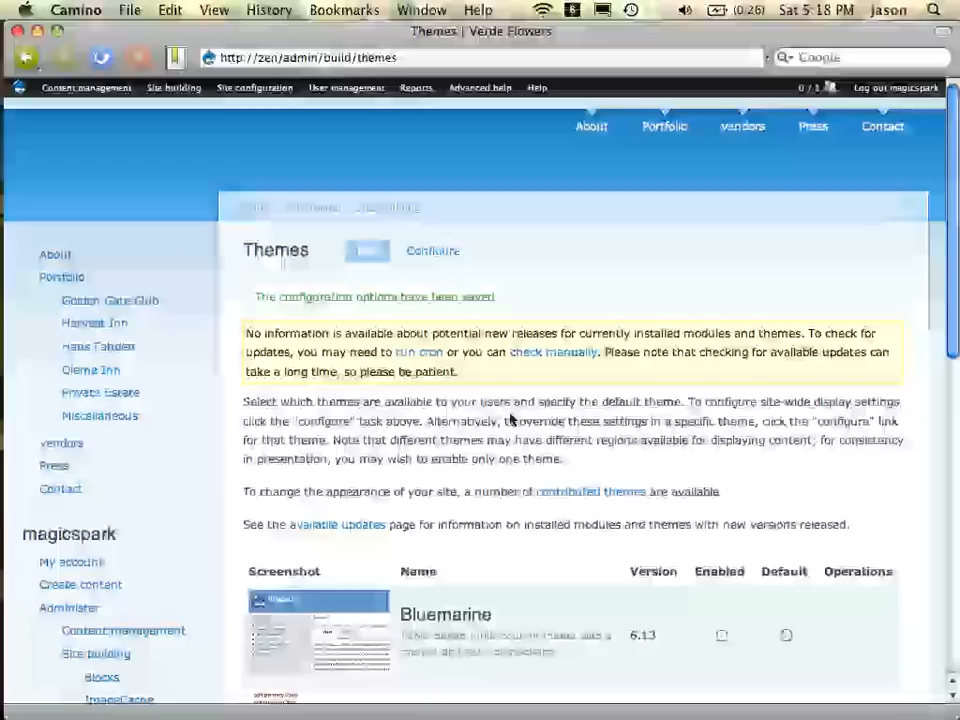 Camino File Edit View History Bookmarks Window Help (0:26) Sat 5:18 PM Jason
Themes | Verde Flowers
http://zen/admin/build/themes
Google
Content management Site building Site configuration User management Reports Advanced help Help 0 / 1 Log out magicspark
About Portfolio vendors Press Contact
Themes Configure
The configuration options have been saved
No information is available about potential new releases for currently installed modules and themes. To check for
updates, you may need to run cron or you can check manually. Please note that checking for available updates can
take a long time, so please be patient.
Select which themes are available to your users and specify the default theme. To configure site-wide display settings
click the "configure" task above. Alternatively, to override these settings in a specific theme, click the "configure" link
for that theme. Note that different themes may have different regions available for displaying content; for consistency
in presentation, you may wish to enable only one theme.
To change the appearance of your site, a number of contributed themes are available
See the available updates page for information on installed modules and themes with new versions released.
Screenshot Name Version Enabled Default Operations
Bluemarine
6.13
About
Portfolio
Golden Gate Club
Harvest Inn
Hans Fahden
Olema Inn
Private Estate
Miscellaneous
vendors
Press
Contact
magicspark
My account
Create content
Administer
Content management
Site building
Blocks
ImageCache